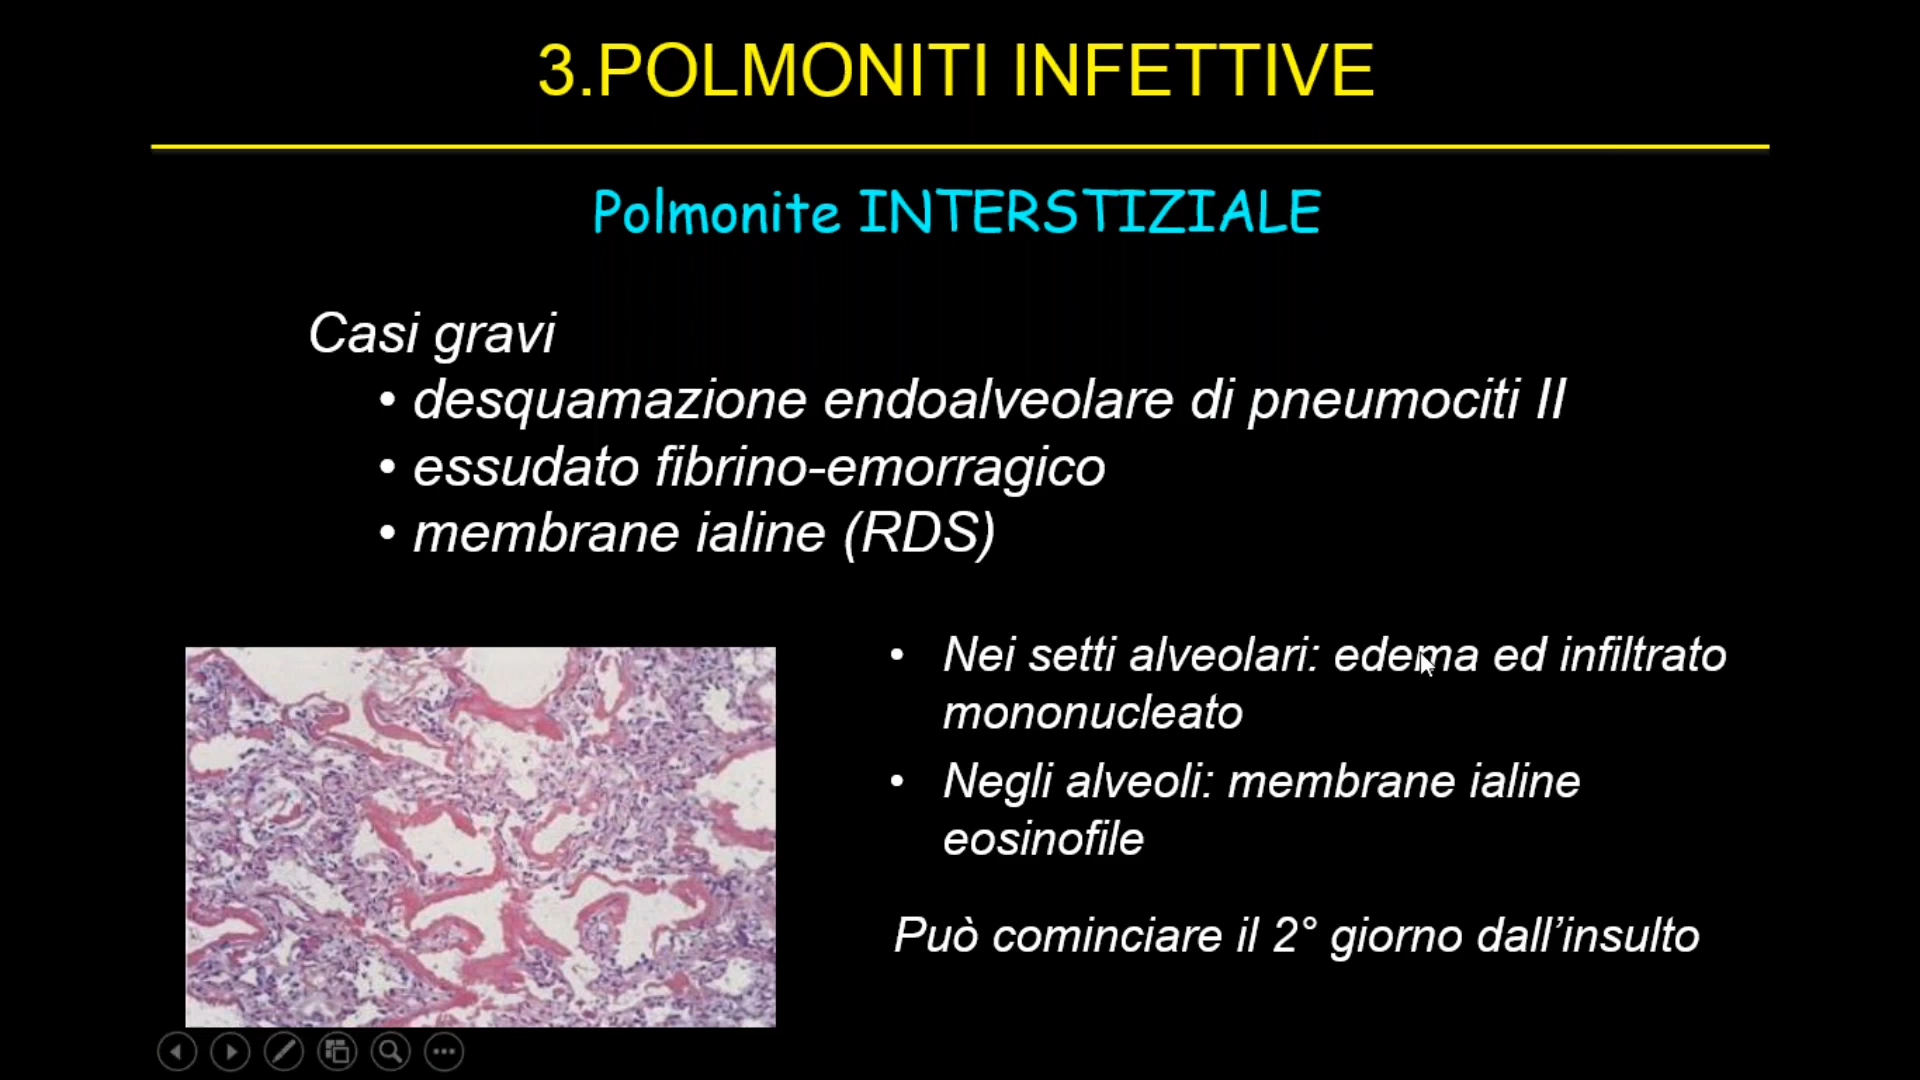 3.POLMONITI INFETTIVE
Polmonite INTERSTIZIALE
Casi gravi
• desquamazione endoalveolare di pneumociti II
• essudato fibrino-emorragico
• membrane ialine (RDS)
• Nei setti alveolari: edema ed infiltrato
mononucleato
• Negli alveoli: membrane ialine
eosinofile
Può cominciare il 2° giorno dall’insulto